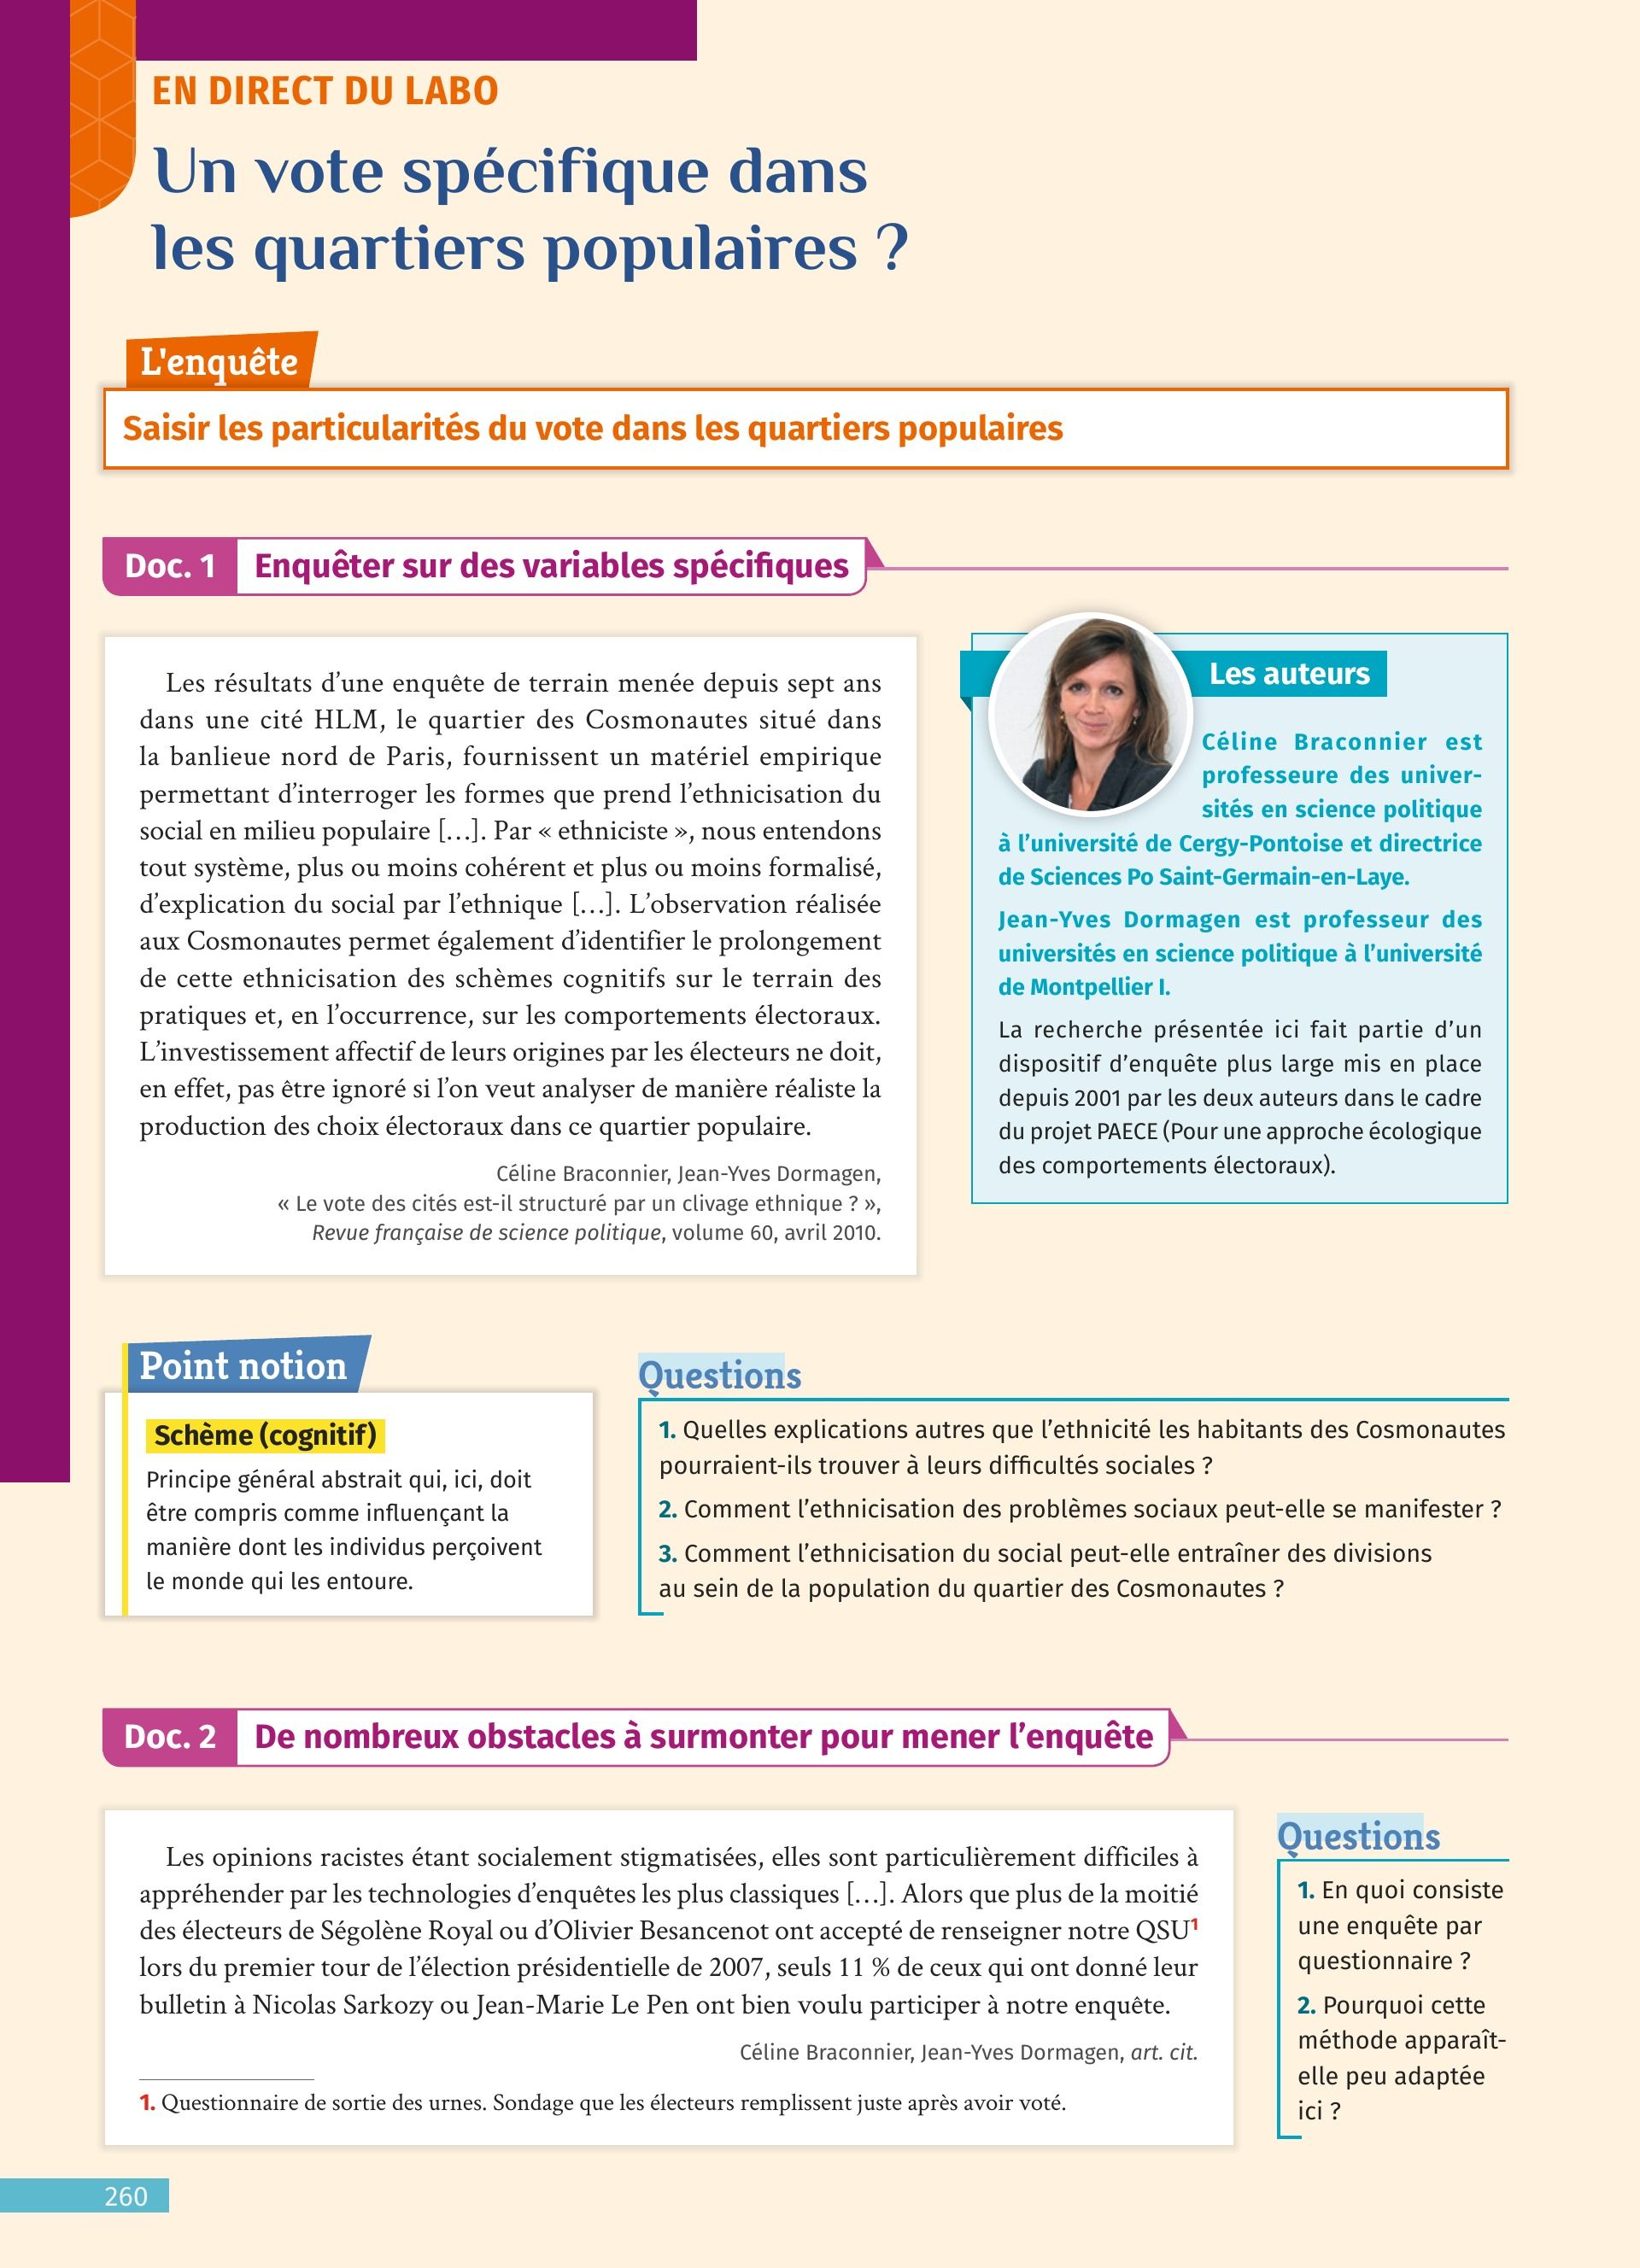 EN DIRECT DU LABO
Un vote spécifique dans
les quartiers populaires ?
L'enquête
Saisir les particularités du vote dans les quartiers populaires
Doc. 1 Enquêter sur des variables spécifiques
Les résultats d’une enquête de terrain menée depuis sept ans
dans une cité HLM, le quartier des Cosmonautes situé dans
la banlieue nord de Paris, fournissent un matériel empirique
permettant d’interroger les formes que prend l’ethnicisation du
social en milieu populaire […]. Par « ethniciste », nous entendons
tout système, plus ou moins cohérent et plus ou moins formalisé,
d’explication du social par l’ethnique […]. L’observation réalisée
aux Cosmonautes permet également d’identifier le prolongement
de cette ethnicisation des schèmes cognitifs sur le terrain des
pratiques et, en l’occurrence, sur les comportements électoraux.
L’investissement affectif de leurs origines par les électeurs ne doit,
en effet, pas être ignoré si l’on veut analyser de manière réaliste la
production des choix électoraux dans ce quartier populaire.
Céline Braconnier, Jean-Yves Dormagen,
« Le vote des cités est-il structuré par un clivage ethnique ? »,
Revue française de science politique, volume 60, avril 2010.
Les auteurs
Céline Braconnier est
professeure des univer-
sités en science politique
à l’université de Cergy-Pontoise et directrice
de Sciences Po Saint-Germain-en-Laye.
Jean-Yves Dormagen est professeur des
universités en science politique à l’université
de Montpellier I.
La recherche présentée ici fait partie d’un
dispositif d’enquête plus large mis en place
depuis 2001 par les deux auteurs dans le cadre
du projet PAECE (Pour une approche écologique
des comportements électoraux).
Point notion
Schème (cognitif)
Principe général abstrait qui, ici, doit
être compris comme influençant la
manière dont les individus perçoivent
le monde qui les entoure.
Questions
1. Quelles explications autres que l’ethnicité les habitants des Cosmonautes
pourraient-ils trouver à leurs difficultés sociales ?
2. Comment l’ethnicisation des problèmes sociaux peut-elle se manifester ?
3. Comment l’ethnicisation du social peut-elle entraîner des divisions
au sein de la population du quartier des Cosmonautes ?
Doc. 2 De nombreux obstacles à surmonter pour mener l’enquête
Les opinions racistes étant socialement stigmatisées, elles sont particulièrement difficiles à
appréhender par les technologies d’enquêtes les plus classiques […]. Alors que plus de la moitié
des électeurs de Ségolène Royal ou d’Olivier Besancenot ont accepté de renseigner notre QSU1
lors du premier tour de l’élection présidentielle de 2007, seuls 11 % de ceux qui ont donné leur
bulletin à Nicolas Sarkozy ou Jean-Marie Le Pen ont bien voulu participer à notre enquête.
Céline Braconnier, Jean-Yves Dormagen, art. cit.
1. Questionnaire de sortie des urnes. Sondage que les électeurs remplissent juste après avoir voté.
Questions
1. En quoi consiste
une enquête par
questionnaire ?
2. Pourquoi cette
méthode apparaît-
elle peu adaptée
ici ?
260